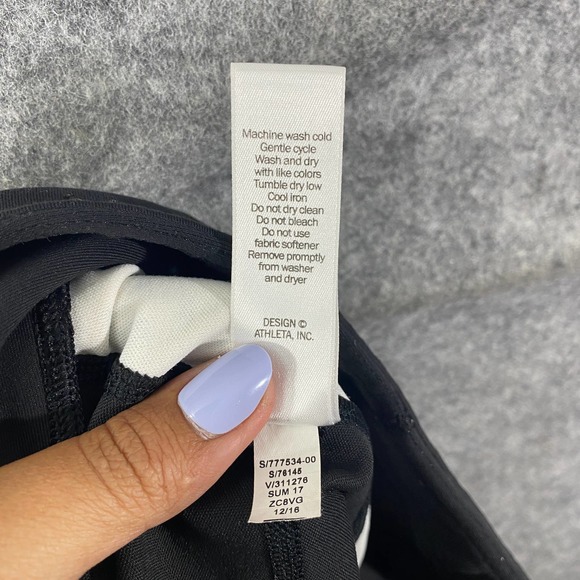 Machine wash cold
Gentle cycle
Wash and dry
with like colors
Tumble dry low
Cool iron
Do not dry clean
Do not bleach
Do not use
fabric softener
Remove promptly
from washer
and dryer
DESIGN ©
ATHLETA, INC.
S/777534-00
S/78145
V/311276
SUM 17
ZC8VG
12/16